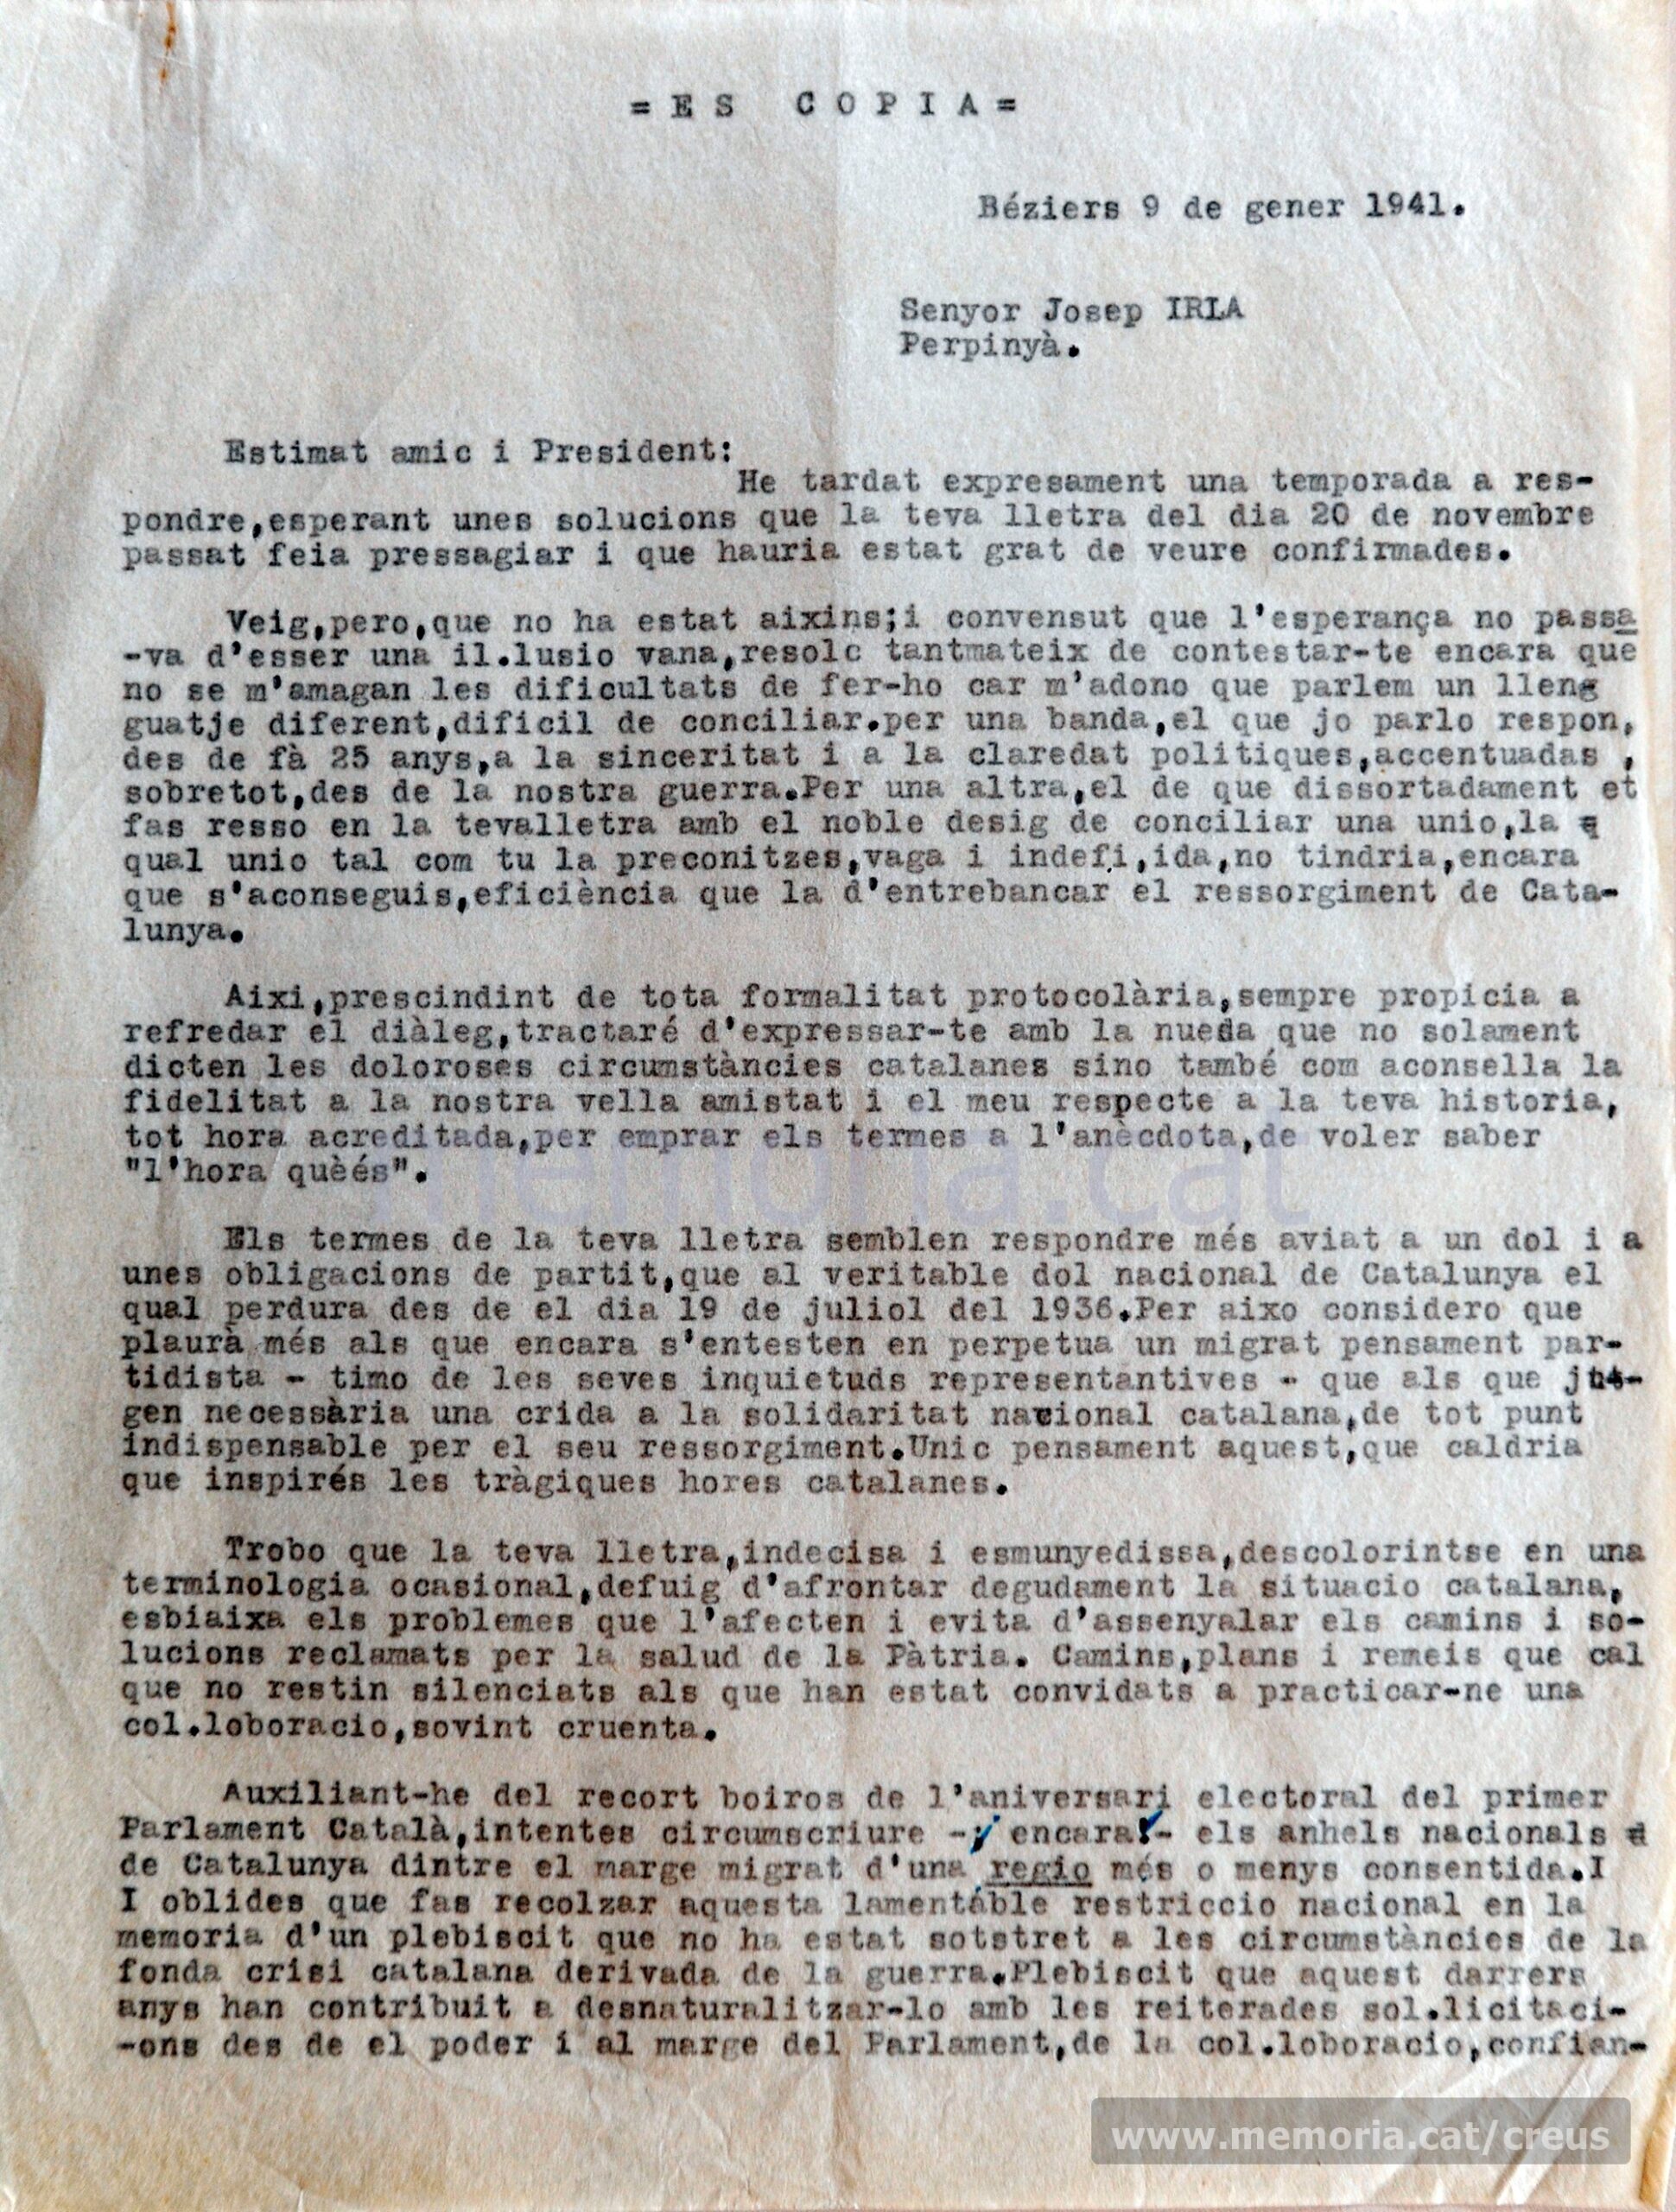 = E S   C O P I A =
Béziers 9 de gener 1941.
Senyor Josep IRLA
Perpinyà.
Estimat amic i President:
He tardat expresament una temporada a res-
pondre,esperant unes solucions que la teva lletra del dia 20 de novembre
passat feia pressagiar i que hauria estat grat de veure confirmades.
Veig,pero,que no ha estat aixins;i convensut que l'esperança no passa
-va d'esser una il.lusio vana,resolc tantmateix de contestar-te encara que
no se m'amagan les dificultats de fer-ho car m'adono que parlem un lleng
guatje diferent,dificil de conciliar.per una banda,el que jo parlo respon,
des de fà 25 anys,a la sinceritat i a la claredat politiques,accentuadas ,
sobretot,des de la nostra guerra.Per una altra,el de que dissortadament et
fas resso en la tevalletra amb el noble desig de conciliar una unio,la q
qual unio tal com tu la preconitzes,vaga i indefi,ida,no tindria,encara
que s'aconseguis,eficiència que la d'entrebancar el ressorgiment de Cata-
lunya.
Aixi,prescindint de tota formalitat protocolària,sempre propicia a
refredar el diàleg,tractaré d'expressar-te amb la nueda que no solament
dicten les doloroses circumstàncies catalanes sino també com aconsella la
fidelitat a la nostra vella amistat i el meu respecte a la teva historia,
tot hora acreditada,per emprar els termes a l'anècdota,de voler saber
"l'hora quèés".
memoria.cat
Els termes de la teva lletra semblen respondre més aviat a un dol i a
unes obligacions de partit,que al veritable dol nacional de Catalunya el
qual perdura des de el dia 19 de juliol del 1936.Per aixo considero que
plaurà més als que encara s'entesten en perpetua un migrat pensament par-
tidista - timo de les seves inquietuds representantives - que als que jut-
gen necessària una crida a la solidaritat nacional catalana,de tot punt
indispensable per el seu ressorgiment.Unic pensament aquest,que caldria
que inspirés les tràgiques hores catalanes.
Trobo que la teva lletra,indecisa i esmunyedissa,descolorintse en una
terminologia ocasional,defuig d'afrontar degudament la situacio catalana,
esbiaixa els problemes que l'afecten i evita d'assenyalar els camins i so-
lucions reclamats per la salud de la Pàtria. Camins,plans i remeis que cal
que no restin silenciats als que han estat convidats a practicar-ne una
col.loboracio,sovint cruenta.
Auxiliant-he del recort boiros de l'aniversari electoral del primer
Parlament Català,intentes circumscriure -¡ encara!- els anhels nacionals d
de Catalunya dintre el marge migrat d'una regio més o menys consentida.I
I oblides que fas recolzar aquesta lamentáble restriccio nacional en la
memoria d'un plebiscit que no ha estat sotstret a les circumstàncies de la
fonda crisi catalana derivada de la guerra.Plebiscit que aquest darrers
anys han contribuit a desnaturalitzar-lo amb les reiterades sol.licitaci-
-ons des de el poder i al marge del Parlament,de la col.loboracio,confian-
www.memoria.cat/creus